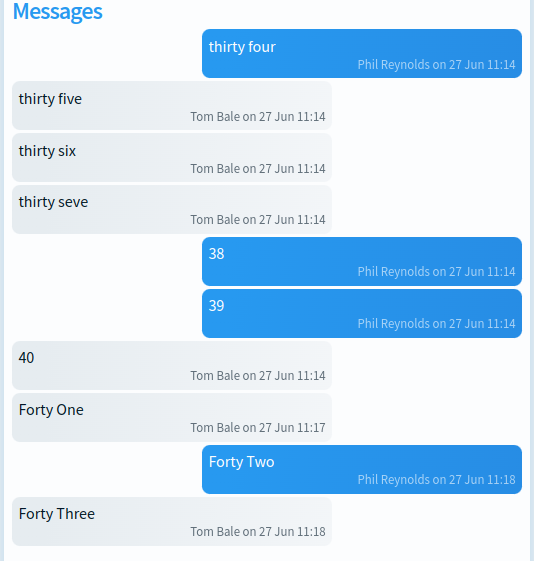 Messages
thirty four
Phil Reynolds on 27 Jun 11:14
thirty five
Tom Bale on 27 Jun 11:14
thirty six
Tom Bale on 27 Jun 11:14
thirty seve
Tom Bale on 27 Jun 11:14
38
Phil Reynolds on 27 Jun 11:14
39
Phil Reynolds on 27 Jun 11:14
40
Tom Bale on 27 Jun 11:14
Forty One
Tom Bale on 27 Jun 11:17
Forty Two
Phil Reynolds on 27 Jun 11:18
Forty Three
Tom Bale on 27 Jun 11:18